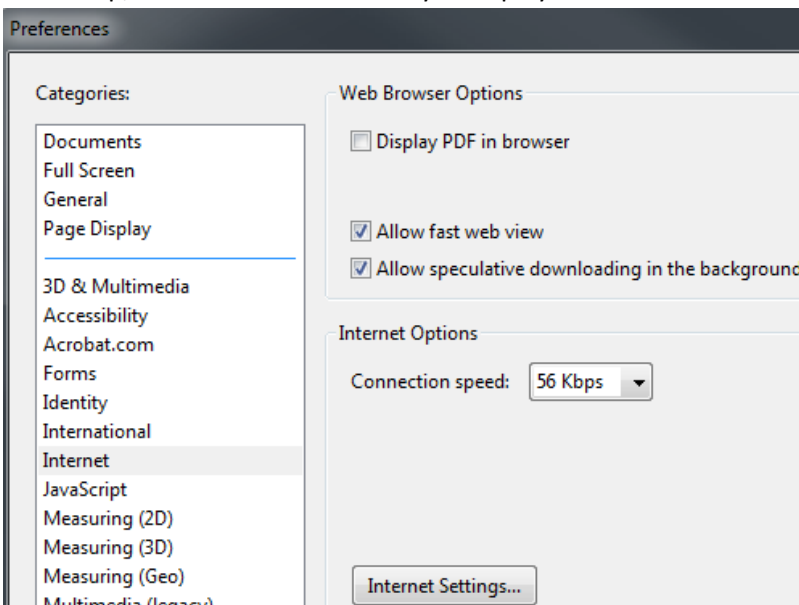 Preferences
Categories:
Documents
Full Screen
General
Page Display
3D & Multimedia
Accessibility
Acrobat.com
Forms
Identity
International
Internet
JavaScript
Measuring (2D)
Measuring (3D)
Measuring (Geo)
Multimedia (legacy)
Web Browser Options
Display PDF in browser
Allow fast web view
Allow speculative downloading in the background
Internet Options
Connection speed: 56 Kbps
Internet Settings...